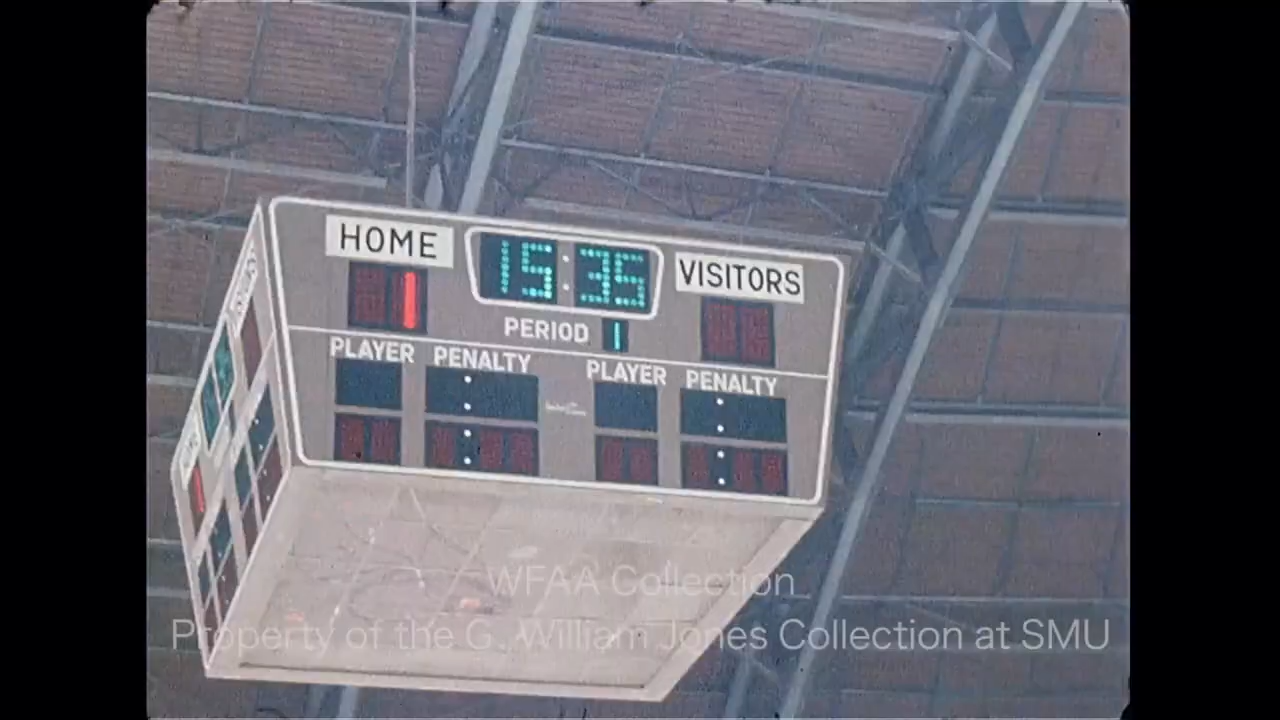 HOME 15:35 VISITORS
1
PERIOD 1
PLAYER PENALTY PLAYER PENALTY
WFAA Collection
Property of the G. William Jones Collection at SMU